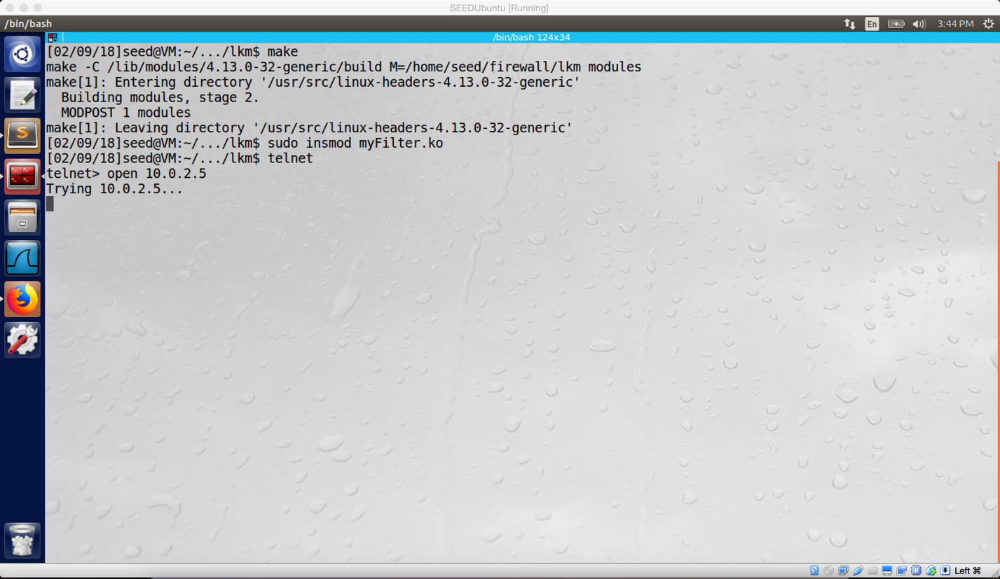 SEEDUbuntu [Running]
/bin/bash
En
3:44 PM
/bin/bash 124x34
[02/09/18]seed@VM:~/.../lkm$ make
make -C /lib/modules/4.13.0-32-generic/build M=/home/seed/firewall/lkm modules
make[1]: Entering directory '/usr/src/linux-headers-4.13.0-32-generic'
  Building modules, stage 2.
  MODPOST 1 modules
make[1]: Leaving directory '/usr/src/linux-headers-4.13.0-32-generic'
[02/09/18]seed@VM:~/.../lkm$ sudo insmod myFilter.ko
[02/09/18]seed@VM:~/.../lkm$ telnet
telnet> open 10.0.2.5
Trying 10.0.2.5...
Left ⌘